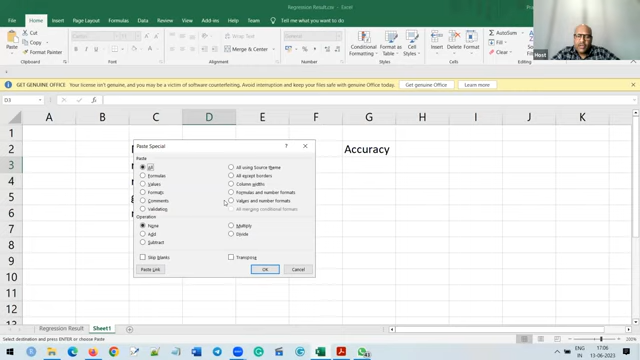 Regression Result.csv - Excel
File Home Insert Page Layout Formulas Data Review View Add-ins Help Team Tell me what you want to do
Cut
Copy
Format Painter
Paste
Clipboard
Font
Wrap Text
Merge & Center
Alignment
Number
Conditional Formatting
Format as Table
Cell Styles
Styles
Insert Delete Format
Cells
AutoSum
Fill
Clear
Host
GET GENUINE OFFICE Your license isn't genuine, and you may be a victim of software counterfeiting. Avoid interruption and keep your files safe with genuine Office today. Get genuine Office Learn more
D3
fx
A B C D E F G H I J K
1
2
3
4
5
6
7
8
9
10
11
12
13
Accuracy
Paste Special ?
Paste
All
Formulas
Values
Formats
Comments
Validation
All using Source theme
All except borders
Column widths
Formulas and number formats
Values and number formats
All merging conditional formats
Operation
None
Add
Subtract
Multiply
Divide
Skip blanks
Transpose
Paste Link OK Cancel
Regression Result Sheet1
Select destination and press ENTER or choose Paste
200%
ENG
IN
17:06
13-06-2023